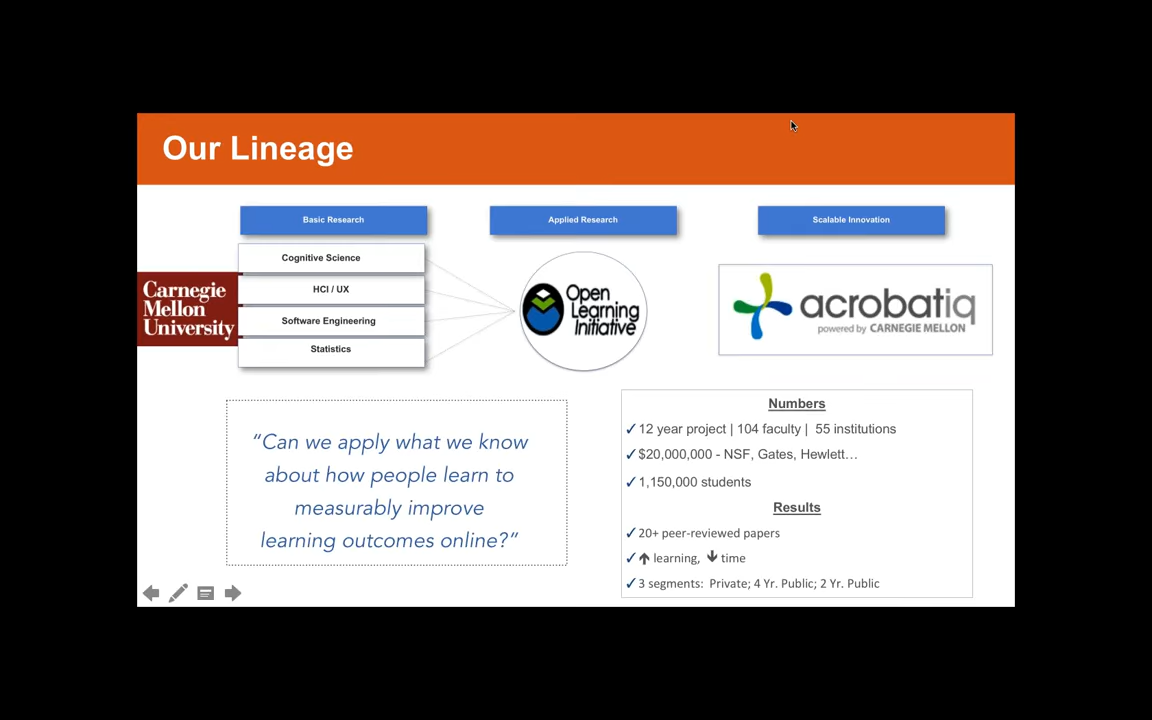 Our Lineage
Basic Research
Applied Research
Scalable Innovation
Carnegie
Mellon
University
Cognitive Science
HCI / UX
Software Engineering
Statistics
Open
Learning
Initiative
acrobatiq
powered by CARNEGIE MELLON
“Can we apply what we know
about how people learn to
measurably improve
learning outcomes online?”
Numbers
✓12 year project | 104 faculty | 55 institutions
✓$20,000,000 - NSF, Gates, Hewlett…
✓1,150,000 students
Results
✓20+ peer-reviewed papers
✓↑ learning, ↓ time
✓3 segments: Private; 4 Yr. Public; 2 Yr. Public